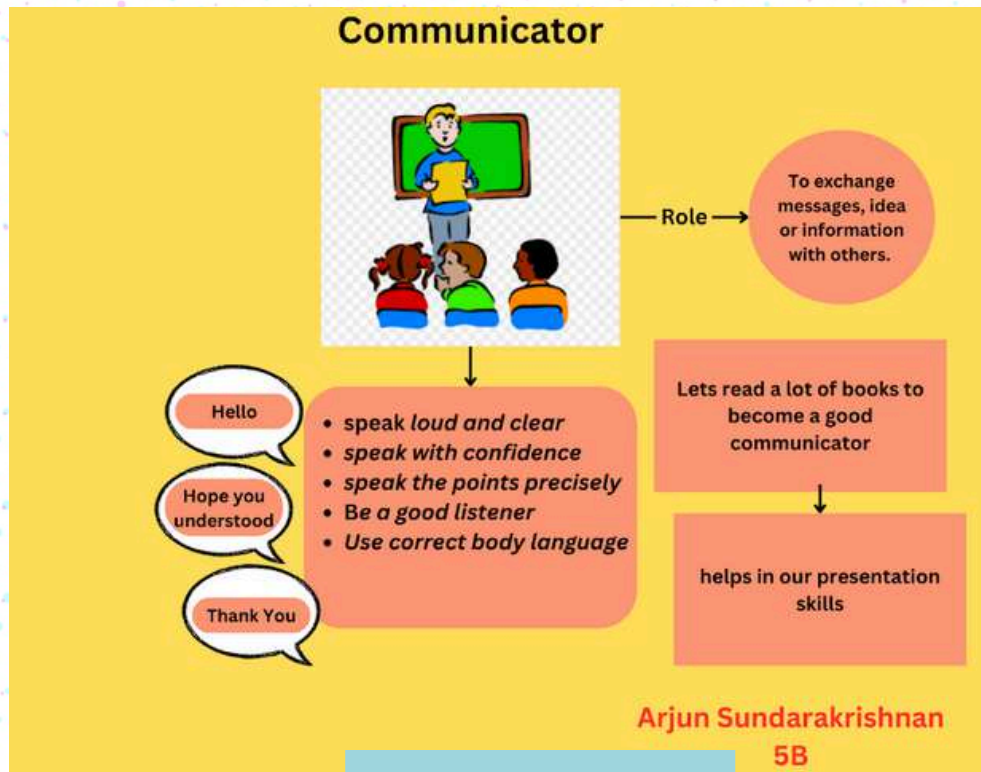 Communicator
Role
To exchange
messages, idea
or information
with others.
Hello
Hope you
understood
Thank You
• speak loud and clear
• speak with confidence
• speak the points precisely
• Be a good listener
• Use correct body language
Lets read a lot of books to
become a good
communicator
helps in our presentation
skills
Arjun Sundarakrishnan
5B